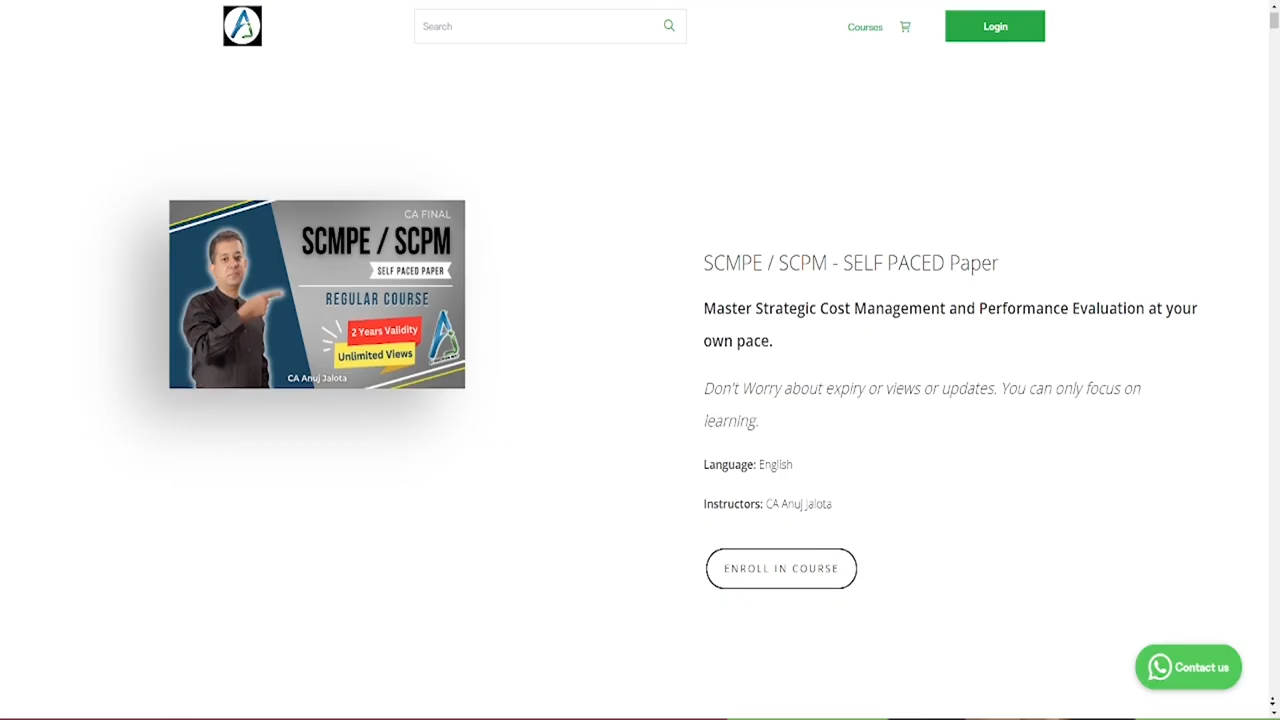 Search
Courses
Login
CA FINAL
SCMPE / SCPM
SELF PACED PAPER
REGULAR COURSE
2 Years Validity
Unlimited Views
CA Anuj Jalota
SCMPE / SCPM - SELF PACED Paper
Master Strategic Cost Management and Performance Evaluation at your
own pace.
Don't Worry about expiry or views or updates. You can only focus on
learning.
Language: English
Instructors: CA Anuj Jalota
ENROLL IN COURSE
Contact us